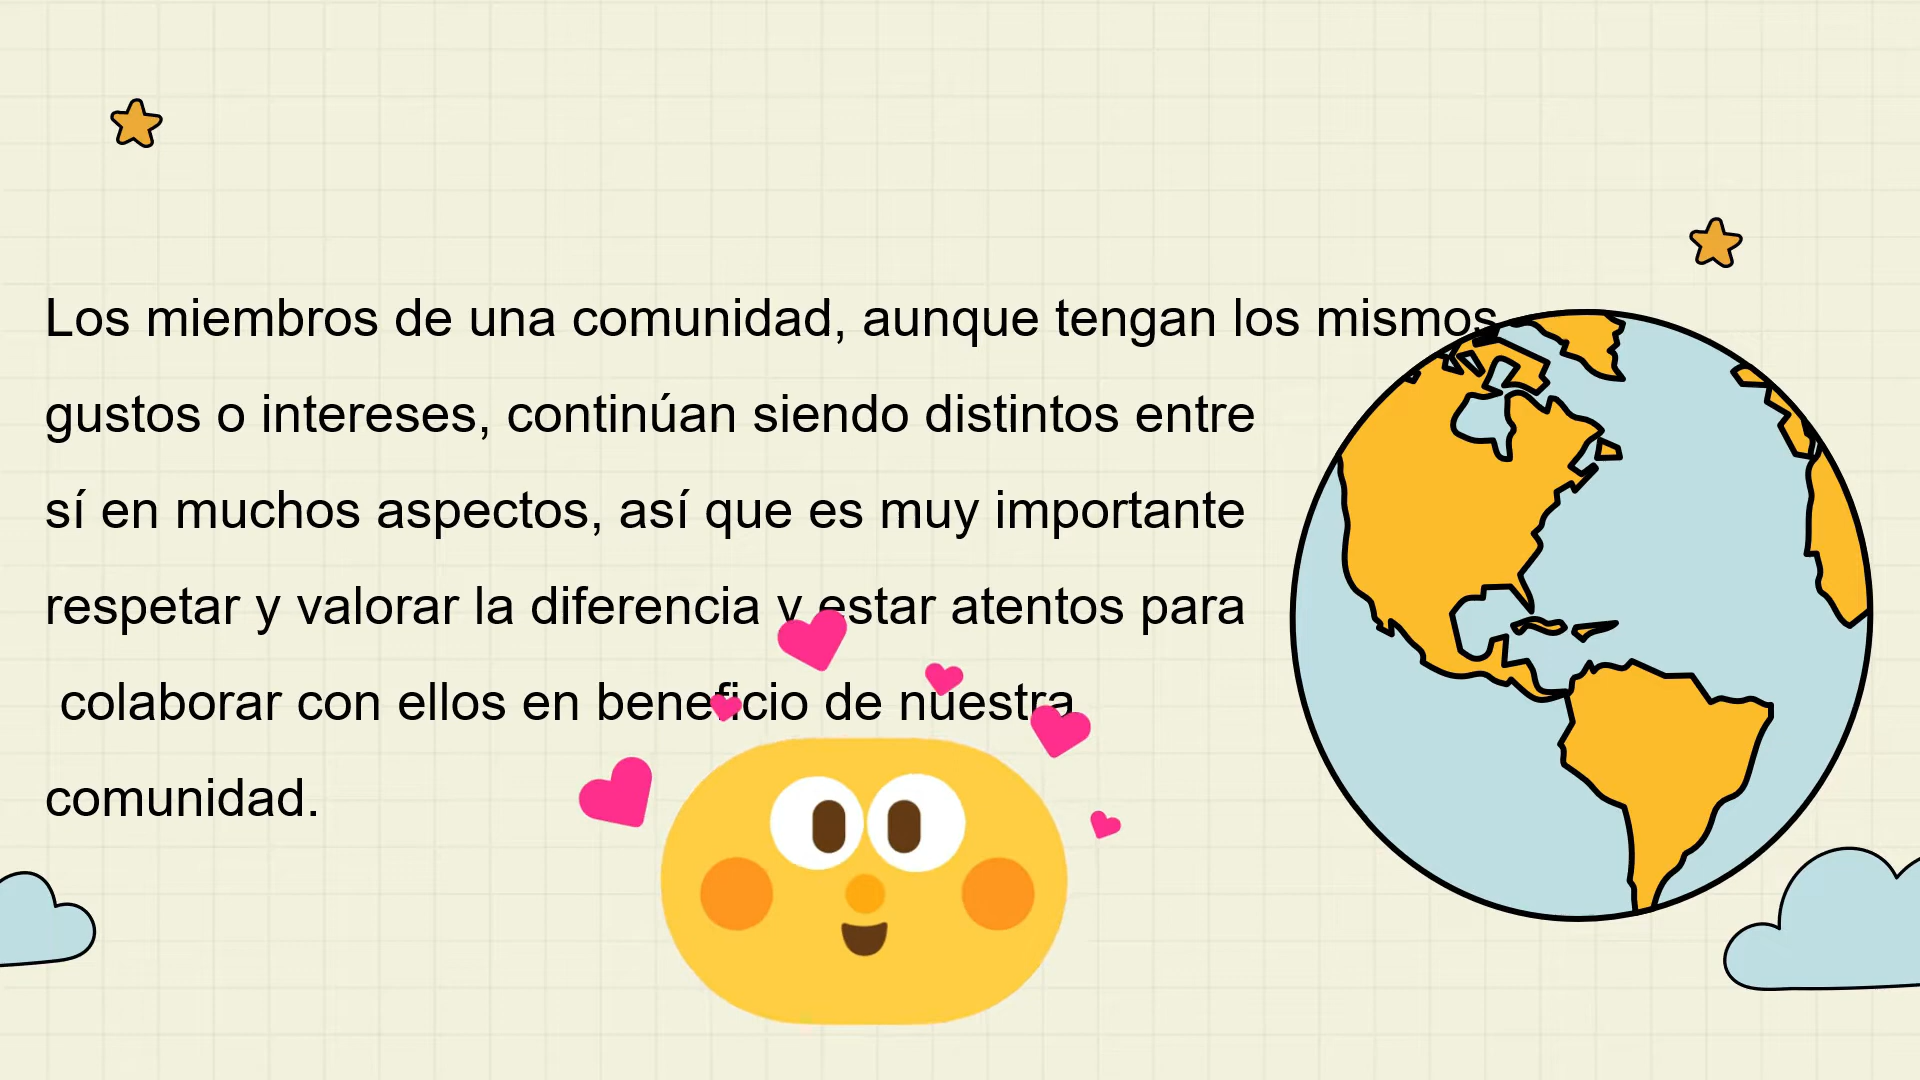 Los miembros de una comunidad, aunque tengan los mismos
gustos o intereses, continúan siendo distintos entre
sí en muchos aspectos, así que es muy importante
respetar y valorar la diferencia y estar atentos para
colaborar con ellos en beneficio de nuestra
comunidad.